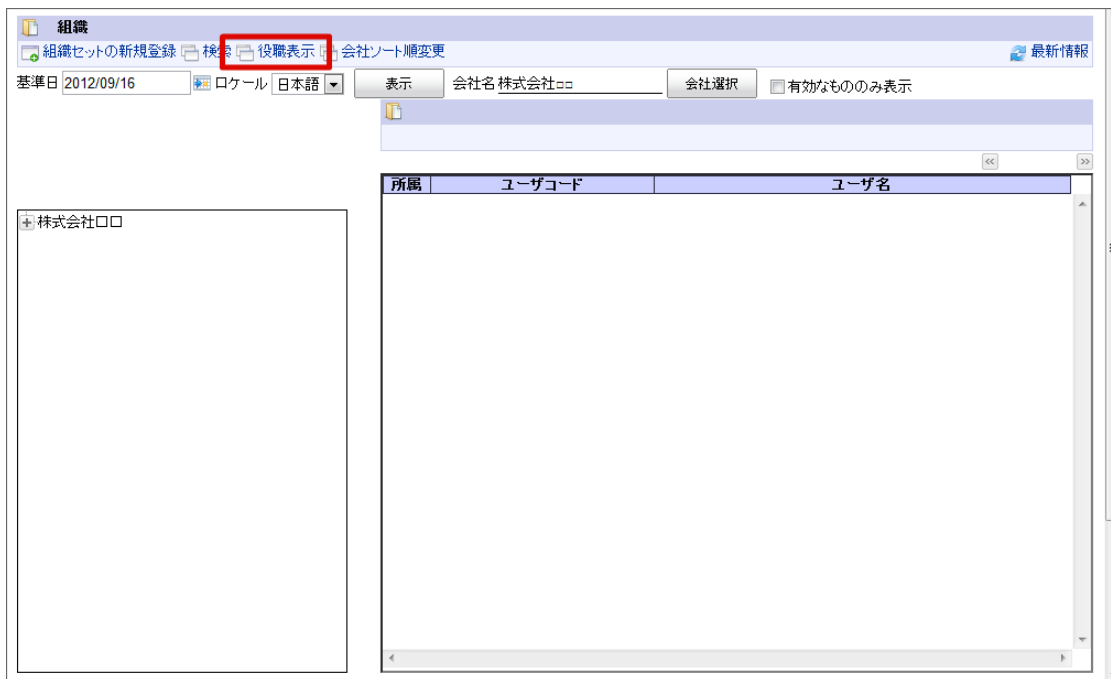 組織
組織セットの新規登録 検索 役職表示 会社ソート順変更 最新情報
基準日 2012/09/16 ロケール 日本語 表示 会社名 株式会社□□ 会社選択 有効なもののみ表示
<< >>
所属 ユーザコード ユーザ名
株式会社□□